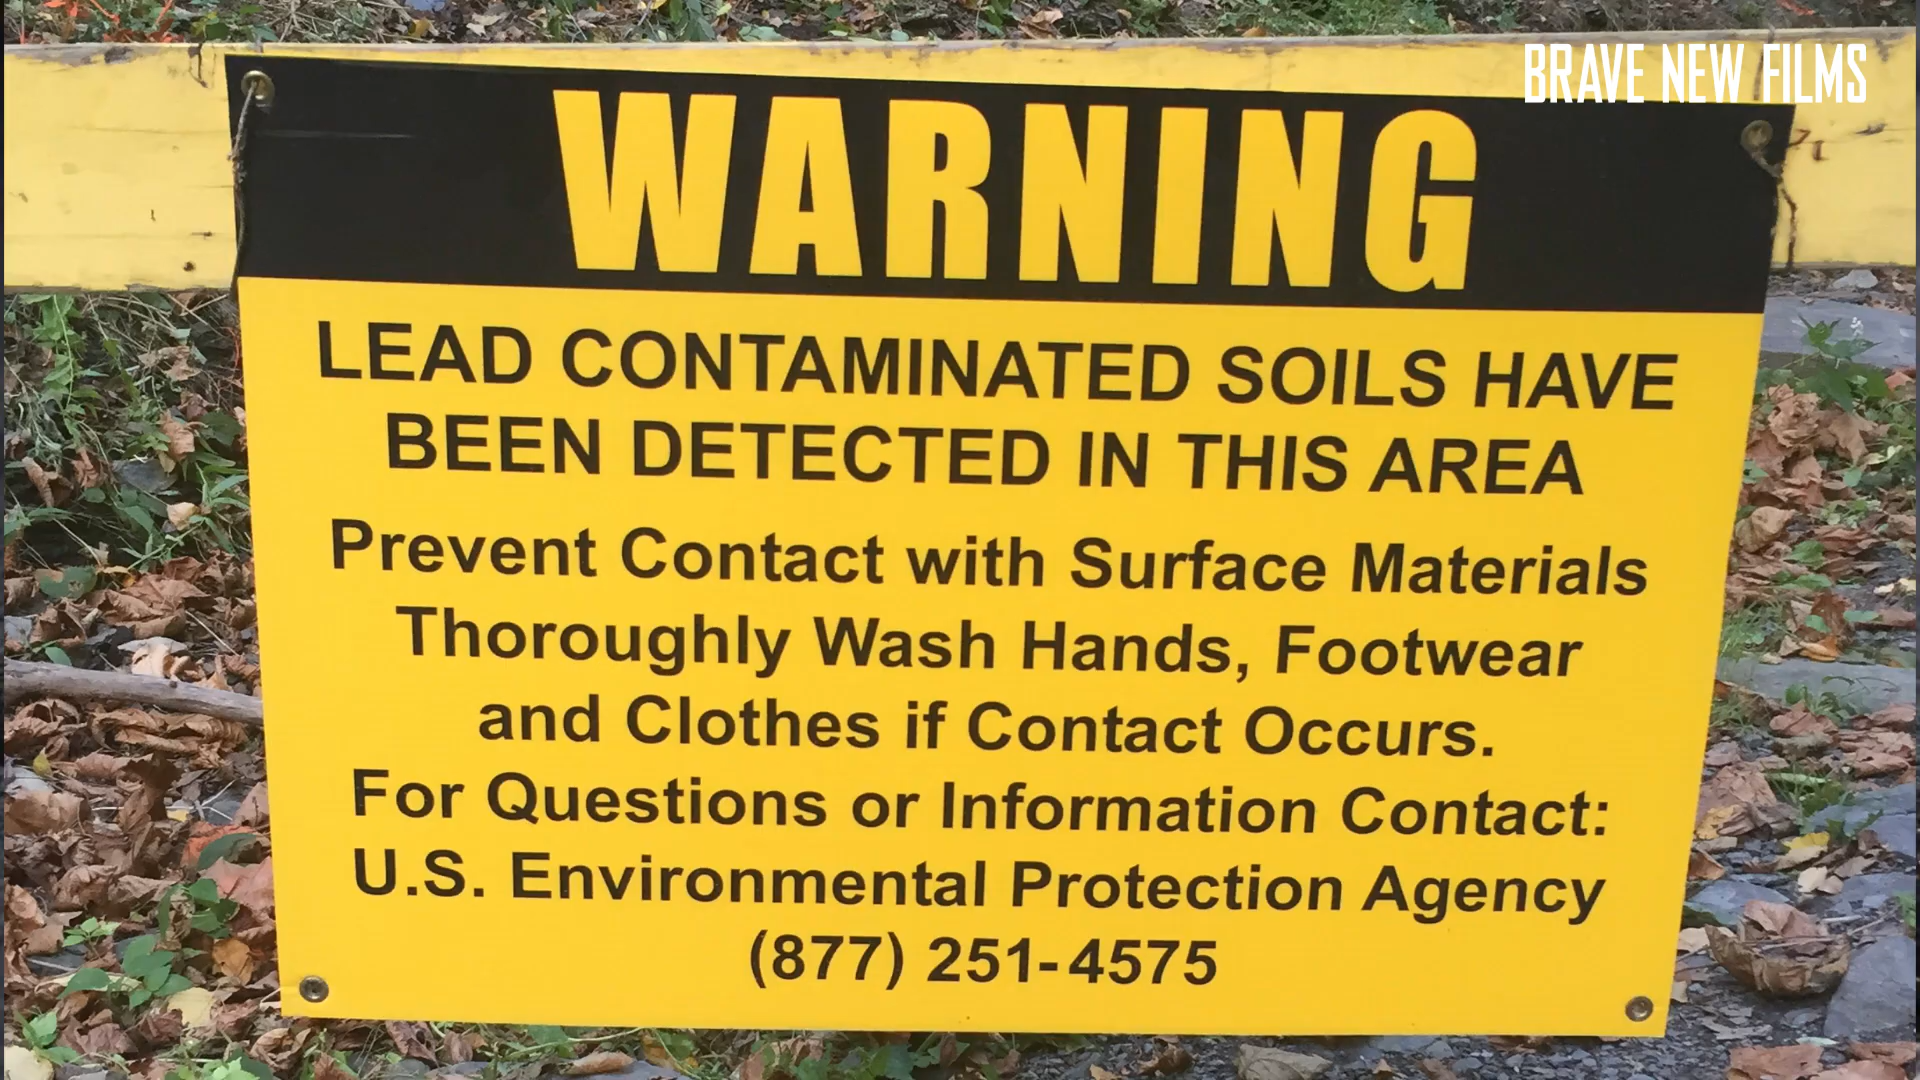 BRAVE NEW FILMS
WARNING
LEAD CONTAMINATED SOILS HAVE
BEEN DETECTED IN THIS AREA
Prevent Contact with Surface Materials
Thoroughly Wash Hands, Footwear
and Clothes if Contact Occurs.
For Questions or Information Contact:
U.S. Environmental Protection Agency
(877) 251-4575